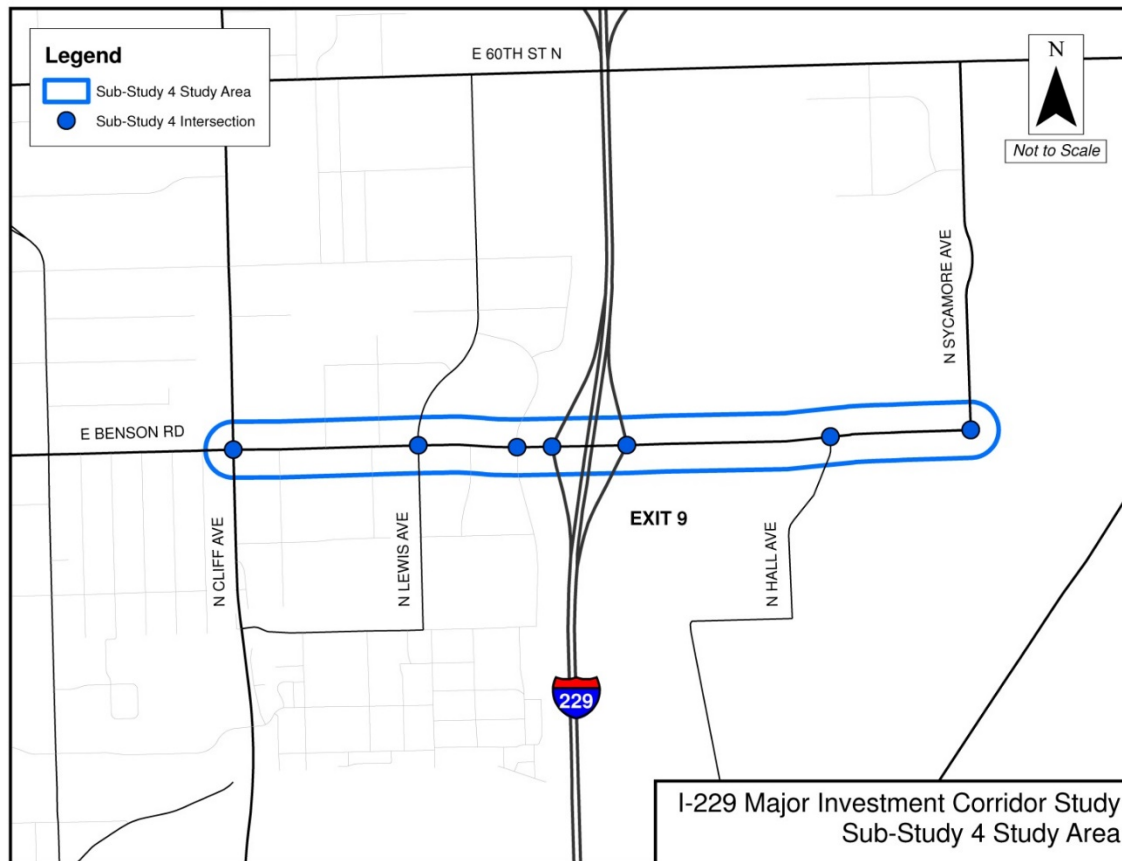 Legend
Sub-Study 4 Study Area
Sub-Study 4 Intersection
E 60TH ST N
N
Not to Scale
N SYCAMORE AVE
E BENSON RD
EXIT 9
N CLIFF AVE
N LEWIS AVE
N HALL AVE
229
I-229 Major Investment Corridor Study
Sub-Study 4 Study Area